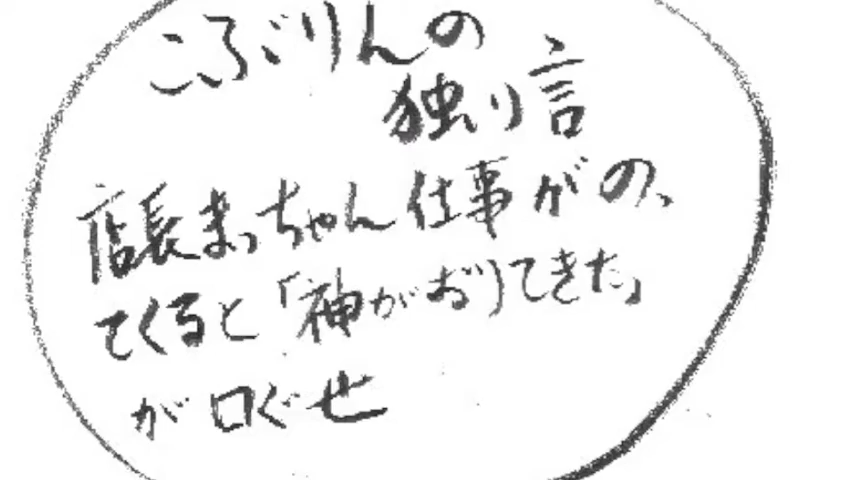 こぶりんの
独り言
店長まっちゃん仕事がのっ
てくると「神がおりてきた」
が口ぐせ